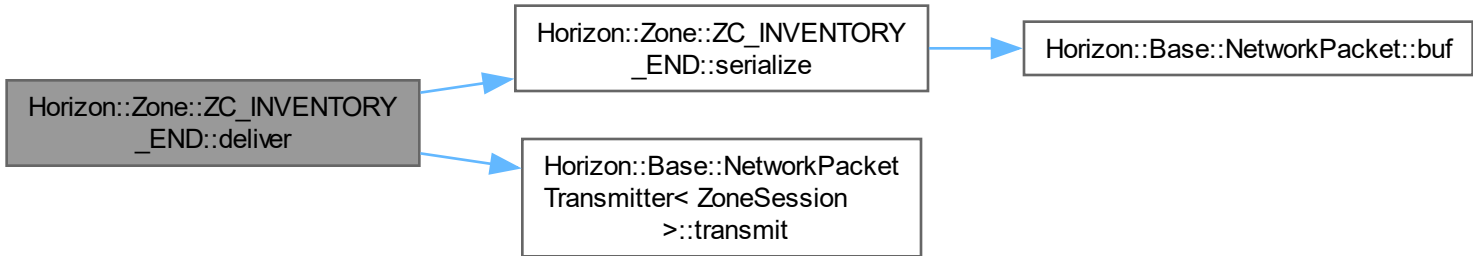 Horizon::Zone::ZC_INVENTORY
_END::deliver
Horizon::Zone::ZC_INVENTORY
_END::serialize
Horizon::Base::NetworkPacket::buf
Horizon::Base::NetworkPacket
Transmitter< ZoneSession
>::transmit